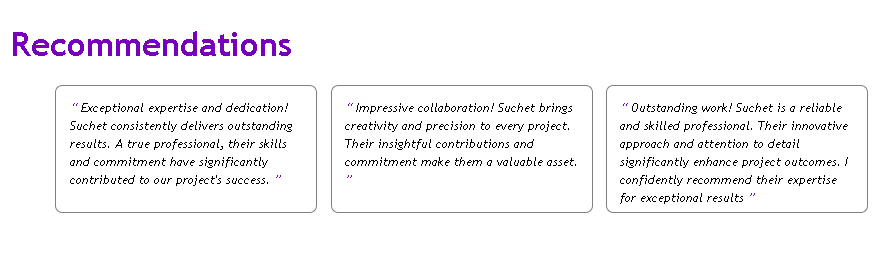 Recommendations
“ Exceptional expertise and dedication!
Suchet consistently delivers outstanding
results. A true professional, their skills
and commitment have significantly
contributed to our project's success. ”
“ Impressive collaboration! Suchet brings
creativity and precision to every project.
Their insightful contributions and
commitment make them a valuable asset.
”
“ Outstanding work! Suchet is a reliable
and skilled professional. Their innovative
approach and attention to detail
significantly enhance project outcomes. I
confidently recommend their expertise
for exceptional results ”